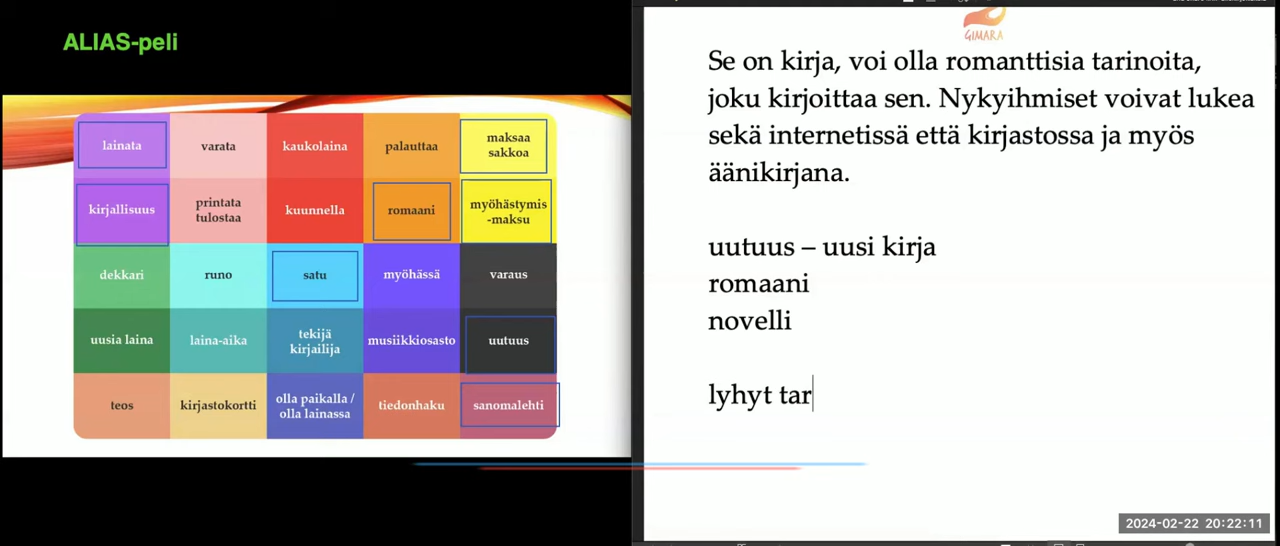 ALIAS-peli
lainata
varata
kaukolaina
palauttaa
maksaa
sakkoa
kirjallisuus
printata
tulostaa
kuunnella
romaani
myöhästymis
-maksu
dekkari
runo
satu
myöhässä
varaus
uusia laina
laina-aika
tekijä
kirjailija
musiikkiosasto
uutuus
teos
kirjastokortti
olla paikalla /
olla lainassa
tiedonhaku
sanomalehti
GIMARA
Se on kirja, voi olla romanttisia tarinoita,
joku kirjoittaa sen. Nykyihmiset voivat lukea
sekä internetissä että kirjastossa ja myös
äänikirjana.
uutuus – uusi kirja
romaani
novelli
lyhyt tar
2024-02-22 20:22:11